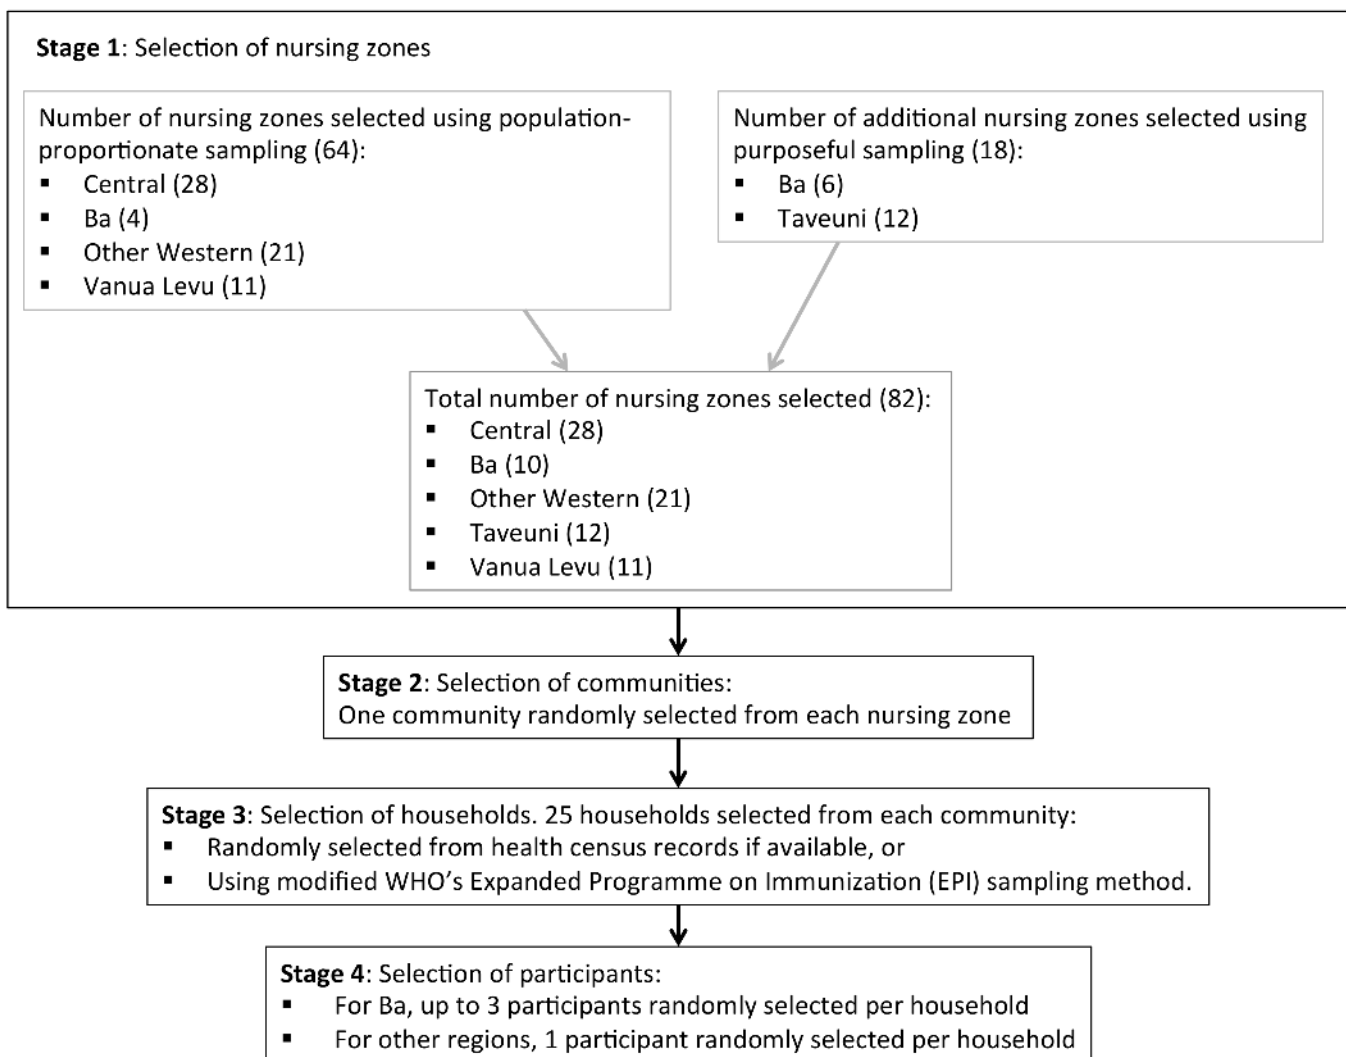 Stage 1: Selection of nursing zones
Number of nursing zones selected using population-
proportionate sampling (64):
▪ Central (28)
▪ Ba (4)
▪ Other Western (21)
▪ Vanua Levu (11)
Number of additional nursing zones selected using
purposeful sampling (18):
▪ Ba (6)
▪ Taveuni (12)
Total number of nursing zones selected (82):
▪ Central (28)
▪ Ba (10)
▪ Other Western (21)
▪ Taveuni (12)
▪ Vanua Levu (11)
Stage 2: Selection of communities:
One community randomly selected from each nursing zone
Stage 3: Selection of households. 25 households selected from each community:
▪ Randomly selected from health census records if available, or
▪ Using modified WHO’s Expanded Programme on Immunization (EPI) sampling method.
Stage 4: Selection of participants:
▪ For Ba, up to 3 participants randomly selected per household
▪ For other regions, 1 participant randomly selected per household